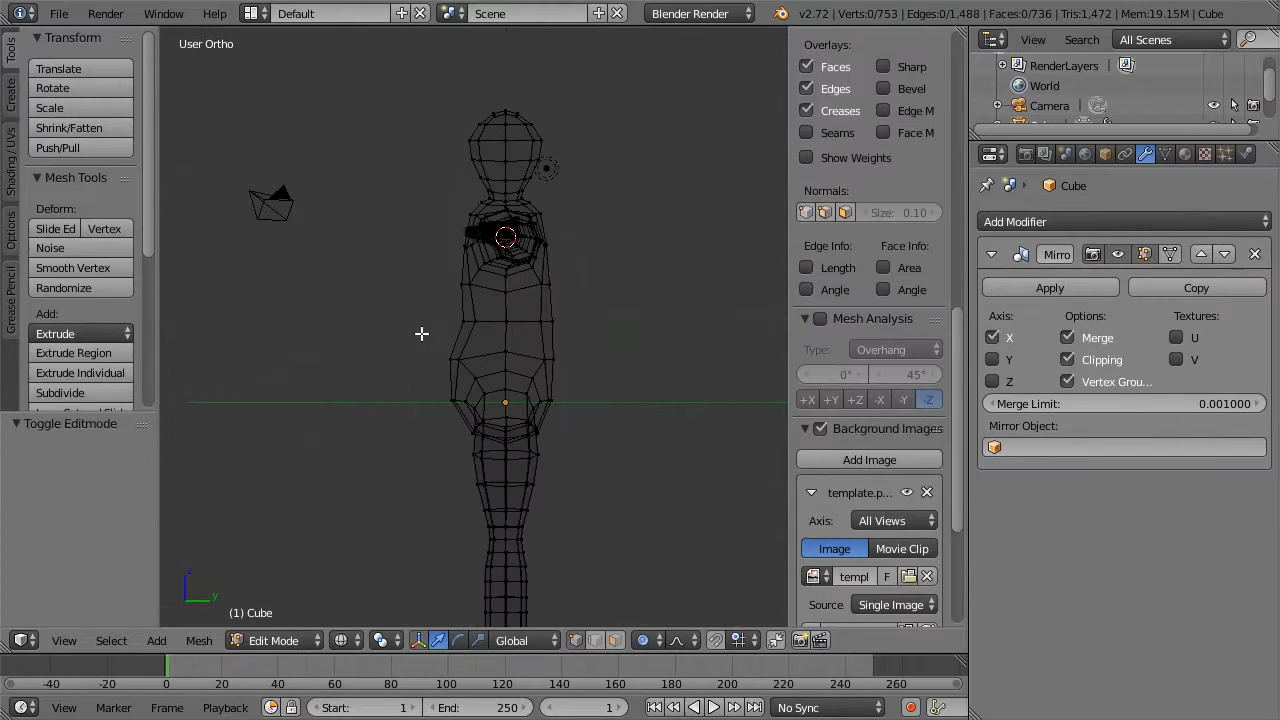 File Render Window Help Default Scene Blender Render v2.72 | Verts:0/753 | Edges:0/1,488 | Faces:0/736 | Tris:1,472 | Mem:19.15M | Cube
Tools
Create
Shading / UVs
Options
Grease Pencil
Transform
Translate
Rotate
Scale
Shrink/Fatten
Push/Pull
Mesh Tools
Deform:
Slide Ed Vertex
Noise
Smooth Vertex
Randomize
Add:
Extrude
Extrude Region
Extrude Individual
Subdivide
Toggle Editmode
User Ortho
z
y
(1) Cube
Overlays:
Faces Sharp
Edges Bevel
Creases Edge M
Seams Face M
Show Weights
Normals:
Size: 0.10
Edge Info: Face Info:
Length Area
Angle Angle
Mesh Analysis
Type: Overhang
0° 45°
+X +Y +Z -X -Y -Z
Background Images
Add Image
template.p...
Axis: All Views
Image Movie Clip
templ F
Source Single Image
View Search All Scenes
RenderLayers
World
Camera
Cube
Add Modifier
Mirro
Apply Copy
Axis: Options: Textures:
X Merge U
Y Clipping V
Z Vertex Grou...
Merge Limit: 0.001000
Mirror Object:
View Select Add Mesh Edit Mode Global
-40 -20 0 20 40 60 80 100 120 140 160 180 200 220 240 260
View Marker Frame Playback Start: 1 End: 250 1 No Sync